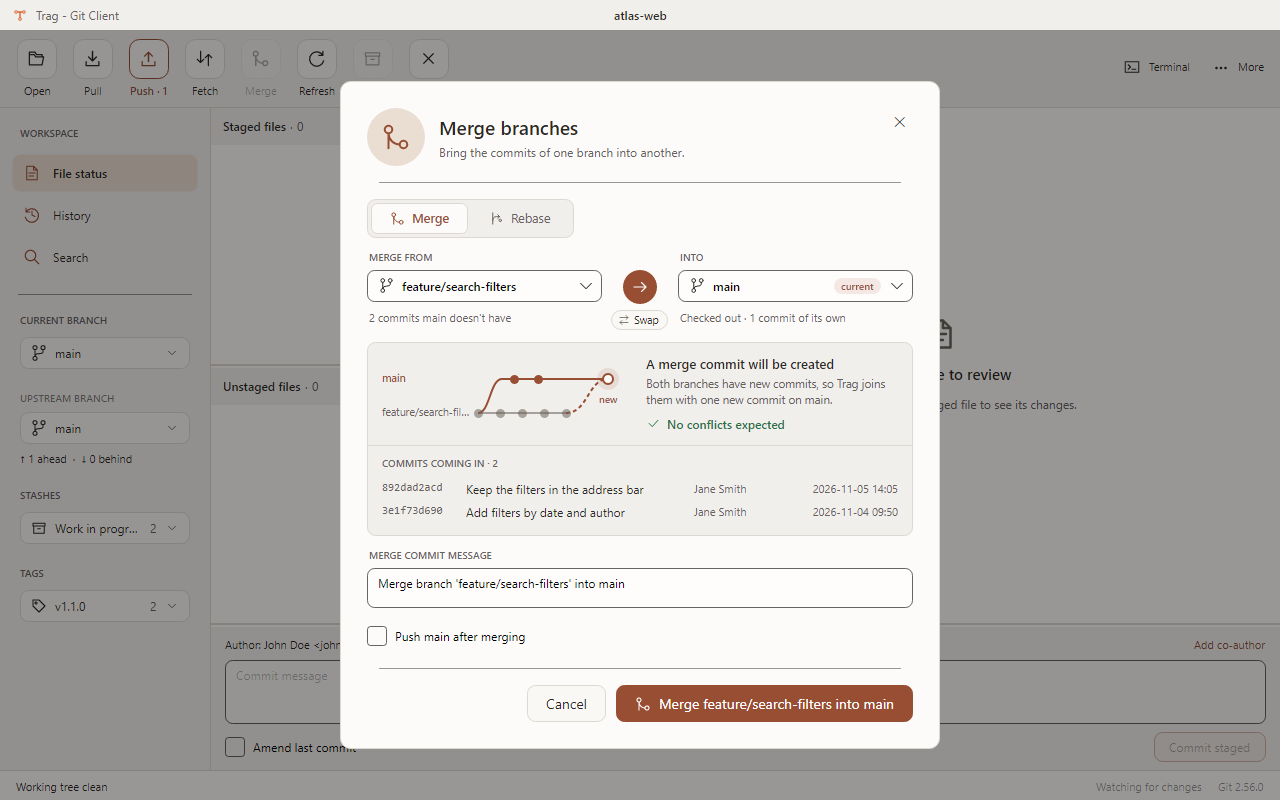 Trag - Git Client
atlas-web
Open
Pull
Push · 1
Fetch
Merge
Refresh
Terminal
More
WORKSPACE
File status
History
Search
CURRENT BRANCH
main
UPSTREAM BRANCH
main
↑ 1 ahead · ↓ 0 behind
STASHES
Work in progr... 2
TAGS
v1.1.0 2
Staged files · 0
Unstaged files · 0
Merge branches
Bring the commits of one branch into another.
Merge
Rebase
MERGE FROM
feature/search-filters
2 commits main doesn't have
Swap
INTO
main current
Checked out · 1 commit of its own
main
feature/search-fil...
new
A merge commit will be created
Both branches have new commits, so Trag joins
them with one new commit on main.
No conflicts expected
COMMITS COMING IN · 2
892dad2acd Keep the filters in the address bar Jane Smith 2026-11-05 14:05
3e1f73d690 Add filters by date and author Jane Smith 2026-11-04 09:50
MERGE COMMIT MESSAGE
Merge branch 'feature/search-filters' into main
Push main after merging
Cancel
Merge feature/search-filters into main
to review
file to see its changes.
Author: John Doe <john
Add co-author
Commit message
Amend last commit
Commit staged
Working tree clean
Watching for changes
Git 2.56.0